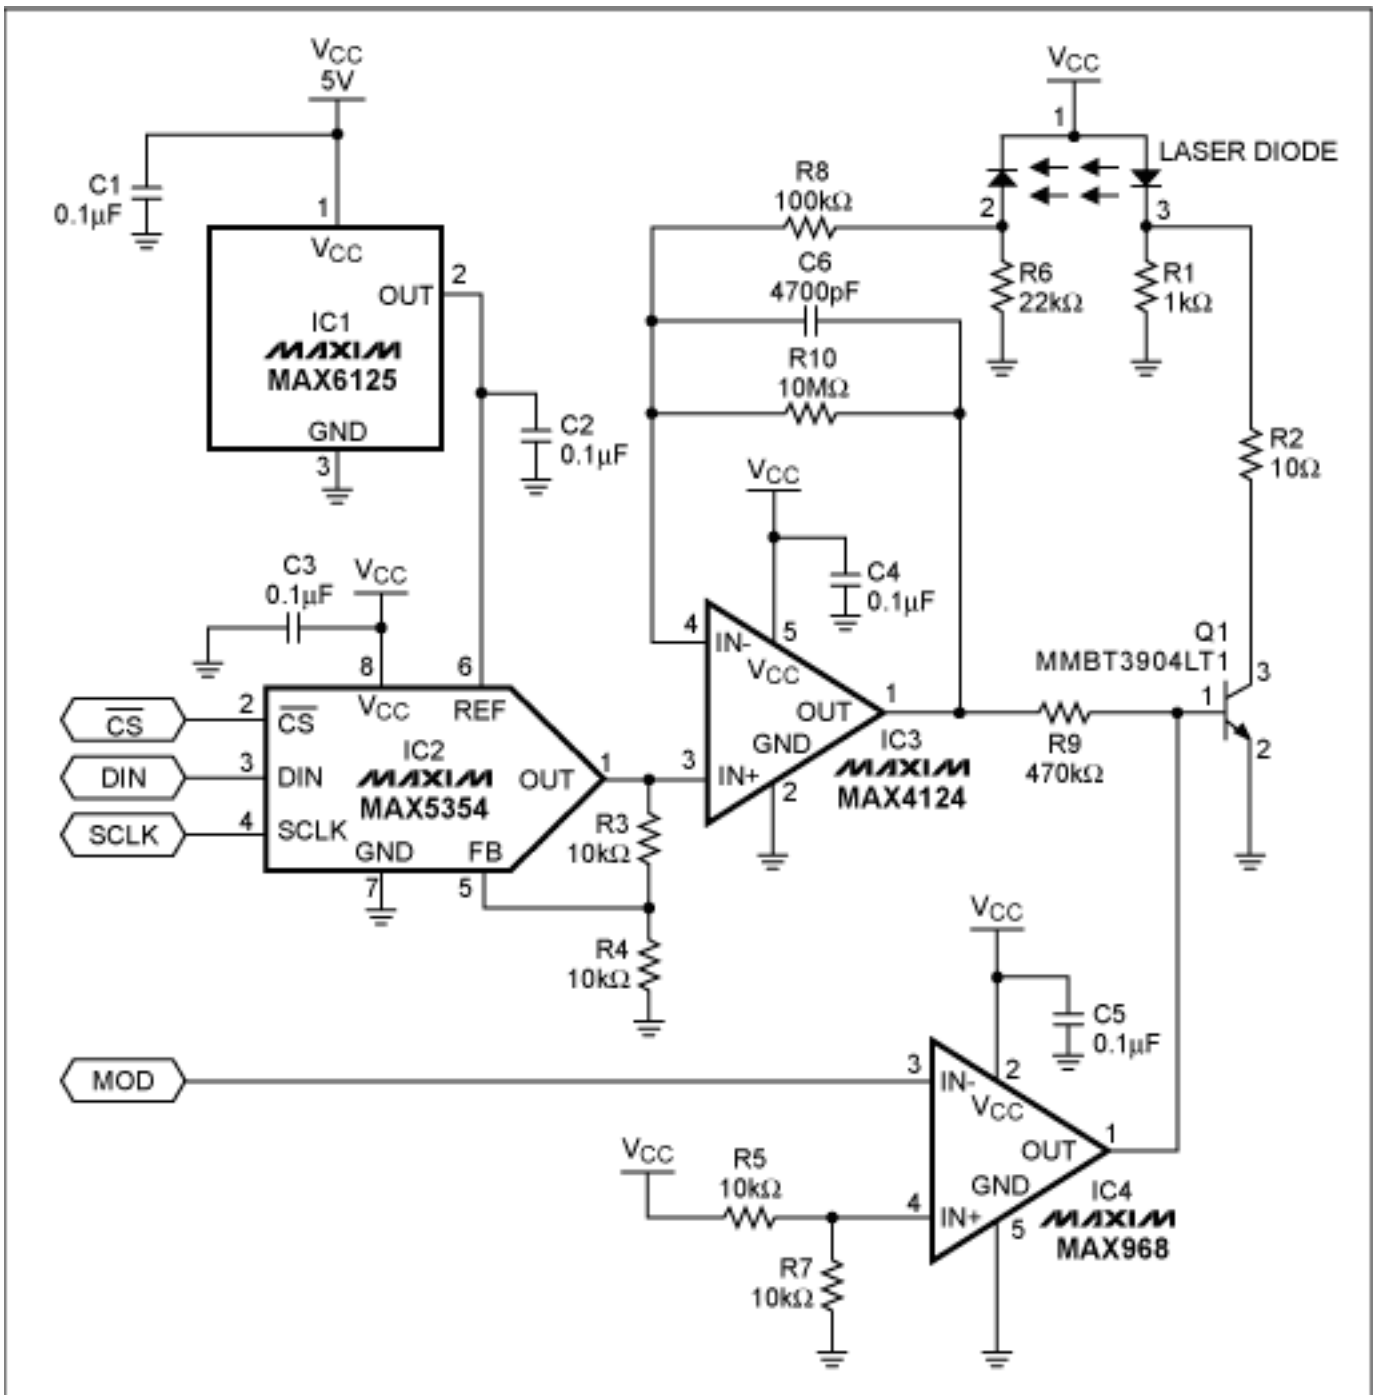 VCC
5V
C1
0.1μF
1
VCC
OUT
2
IC1
MAXIM
MAX6125
GND
3
C2
0.1μF
VCC
1
LASER DIODE
R8
100kΩ
2
3
C6
4700pF
R6
22kΩ
R1
1kΩ
R10
10MΩ
R2
10Ω
VCC
C4
0.1μF
C3
0.1μF
VCC
8
6
CS
2
CS
VCC
REF
DIN
3
DIN
IC2
MAXIM
MAX5354
OUT
1
SCLK
4
SCLK
GND
FB
7
5
R3
10kΩ
R4
10kΩ
4
IN-
5
VCC
OUT
1
GND
3
IN+
2
IC3
MAXIM
MAX4124
R9
470kΩ
Q1
MMBT3904LT1
3
1
2
VCC
C5
0.1μF
MOD
3
IN-
2
VCC
OUT
1
GND
4
IN+
5
IC4
MAXIM
MAX968
VCC
R5
10kΩ
R7
10kΩ